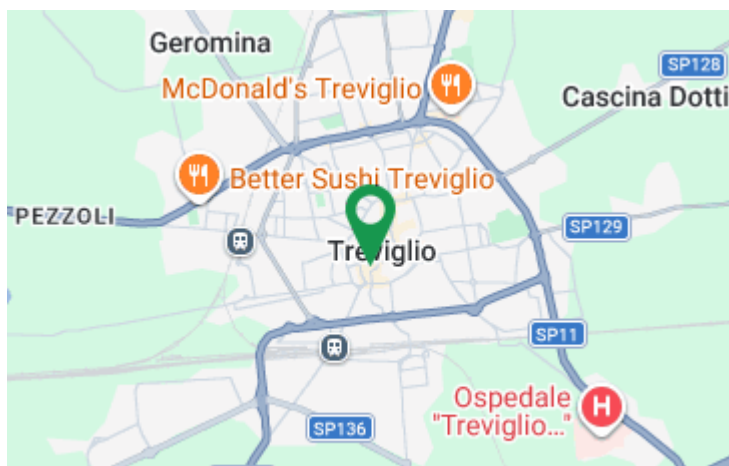 Geromina
SP128
McDonald's Treviglio
Cascina Dotti
Better Sushi Treviglio
PEZZOLI
SP129
Treviglio
SP11
Ospedale
"Treviglio..."
H
SP136